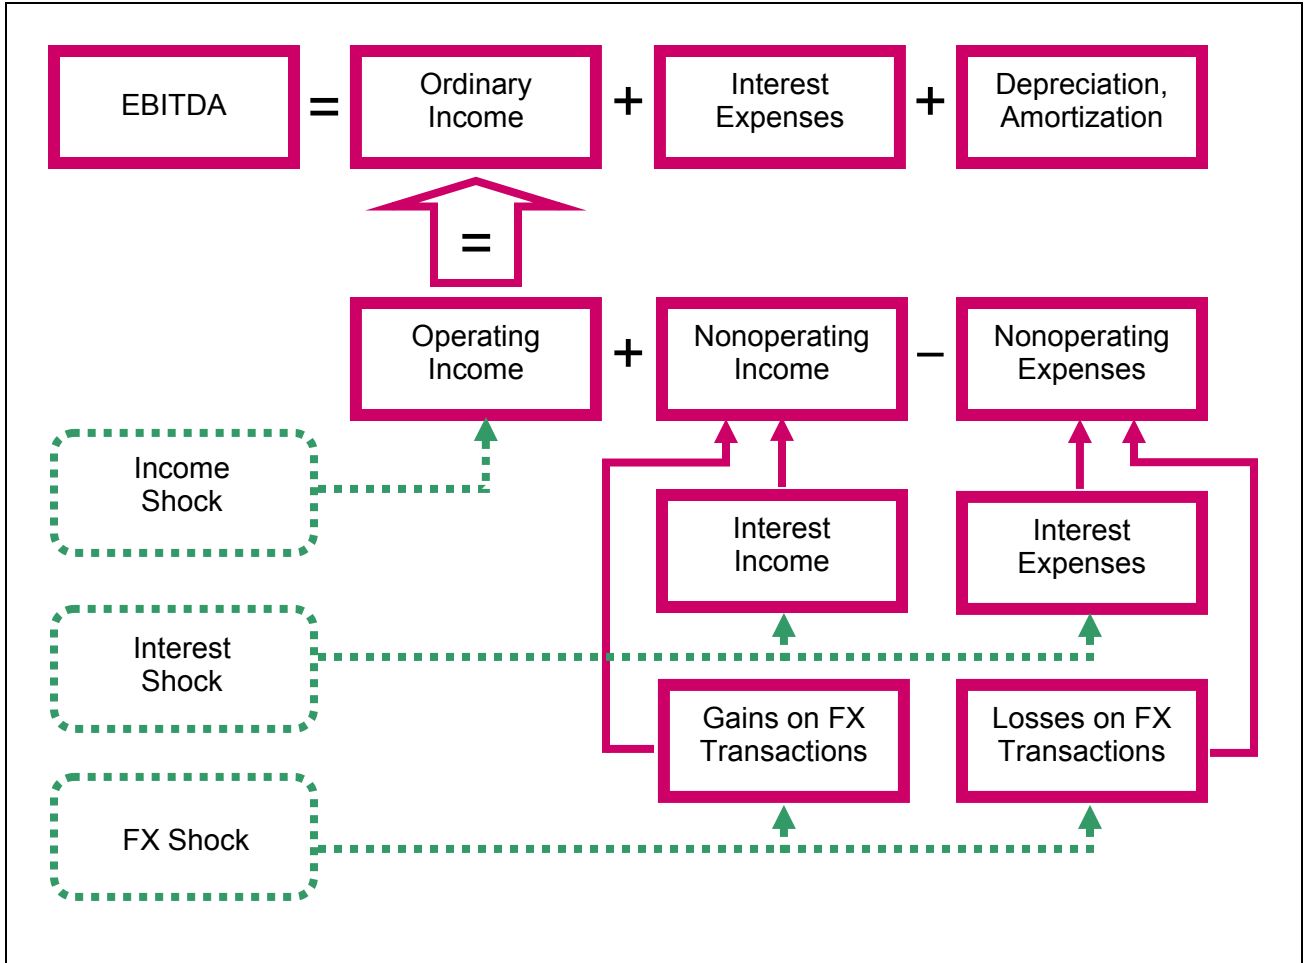 EBITDA
=
Ordinary
Income
+
Interest
Expenses
+
Depreciation,
Amortization
=
Operating
Income
+
Nonoperating
Income
–
Nonoperating
Expenses
Income
Shock
Interest
Income
Interest
Expenses
Interest
Shock
Gains on FX
Transactions
Losses on FX
Transactions
FX Shock